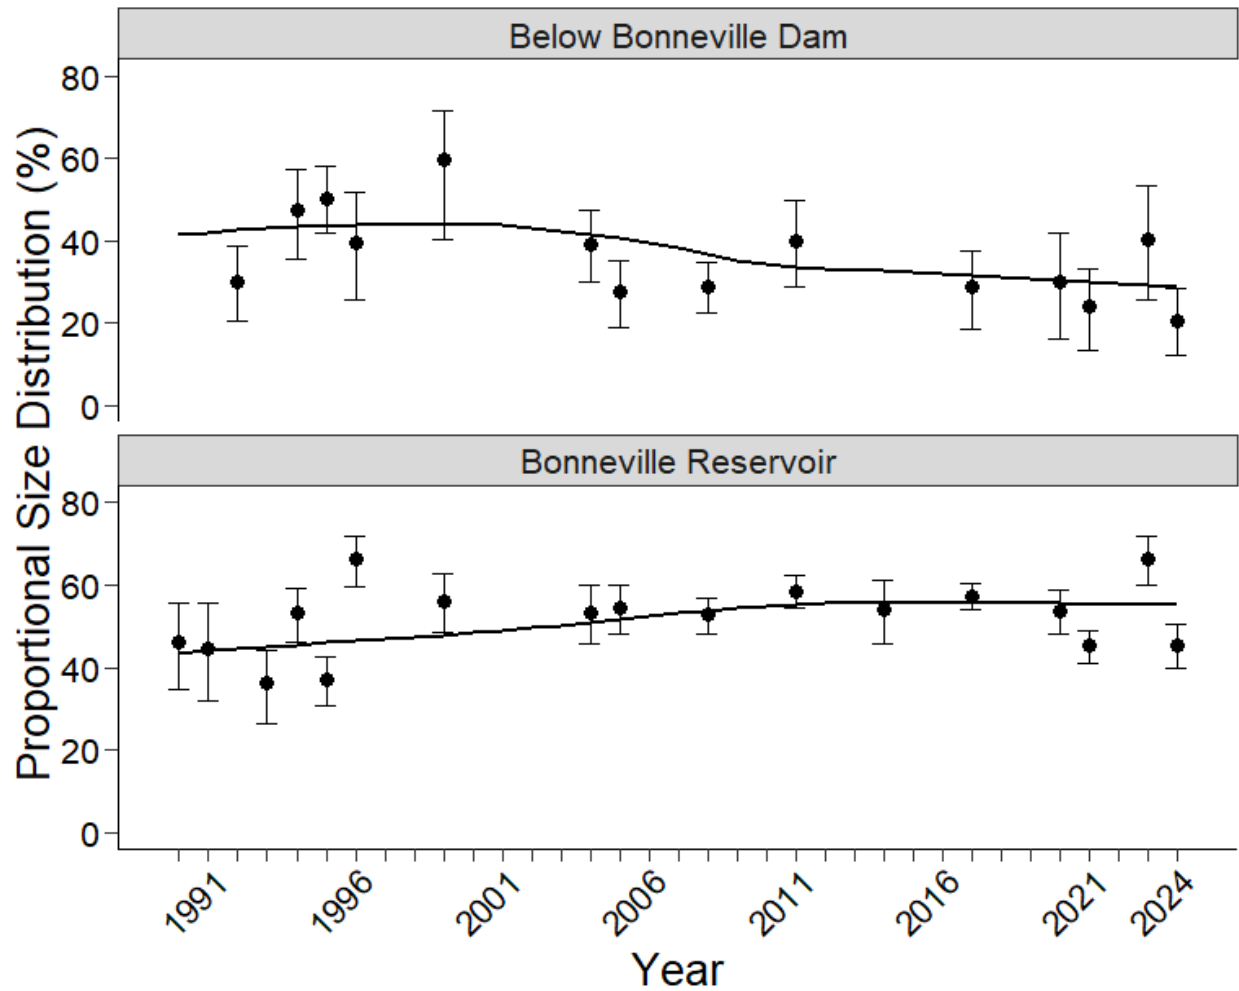 Below Bonneville Dam
80
60
40
20
0
Proportional Size Distribution (%)
Bonneville Reservoir
80
60
40
20
0
1991 1996 2001 2006 2011 2016 2021 2024
Year